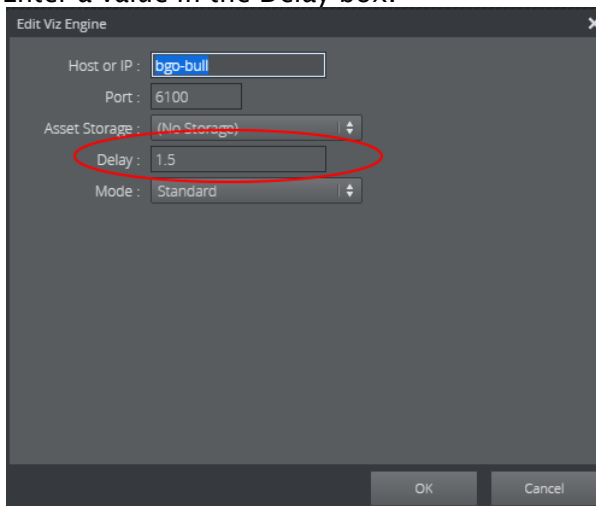 Enter a value in the Delay box.
Edit Viz Engine
Host or IP : bgo-bull
Port : 6100
Asset Storage : (No Storage)
Delay : 1.5
Mode : Standard
OK Cancel